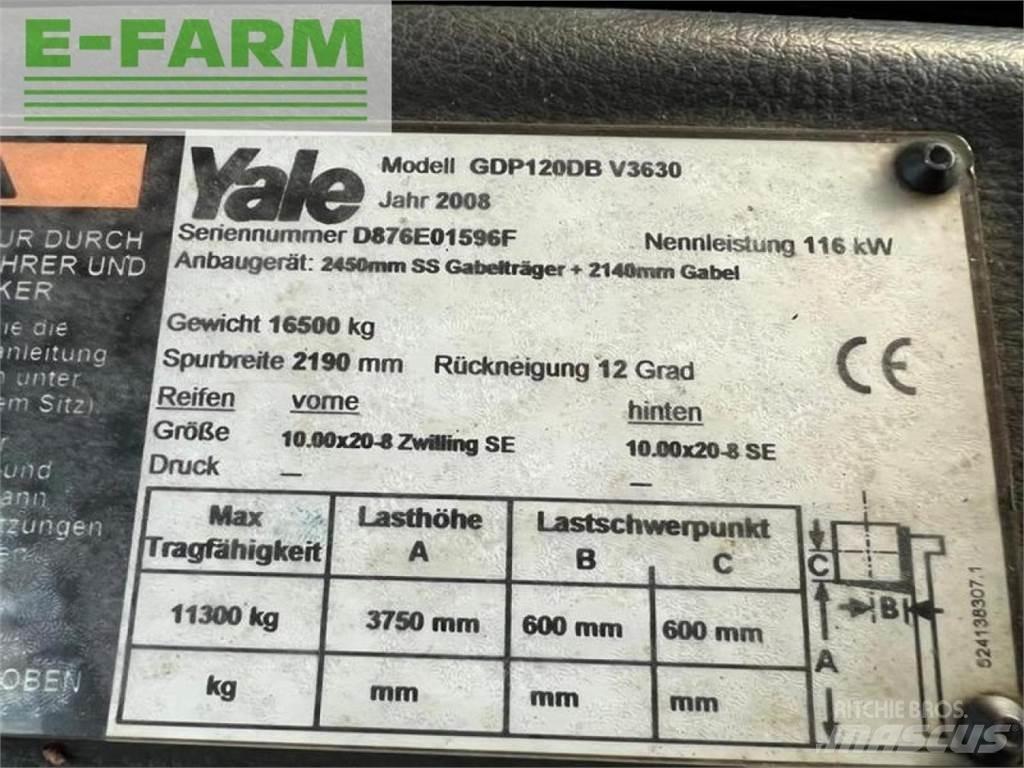 E-FARM
A
UR DURCH
HRER UND
KER
ie die
anleitung
unter
em Sitz).
und
ann
zungen
OBEN
Yale
Modell GDP120DB V3630
Jahr 2008
Seriennummer D876E01596F Nennleistung 116 kW
Anbaugerät: 2450mm SS Gabelträger + 2140mm Gabel
Gewicht 16500 kg
Spurbreite 2190 mm Rückneigung 12 Grad
Reifen vorne hinten
Größe 10.00x20-8 Zwilling SE 10.00x20-8 SE
Druck — —
CE
Max Tragfähigkeit Lasthöhe A Lastschwerpunkt B C
11300 kg 3750 mm 600 mm 600 mm
kg mm mm mm
C
B
A
524138307.1
RITCHIE BROS.
MASCUS